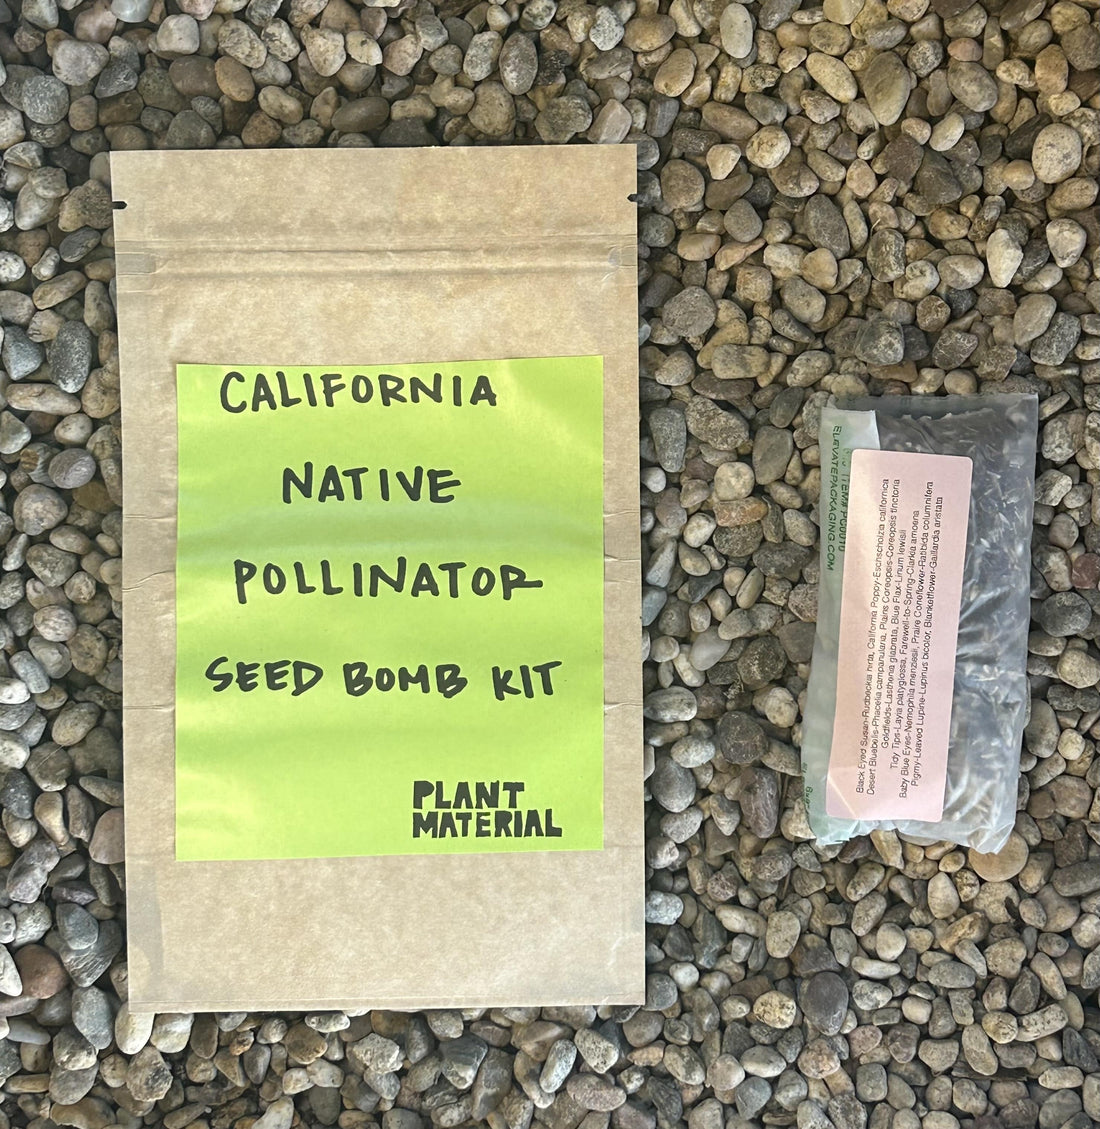 CALIFORNIA
NATIVE
POLLINATOR
SEED BOMB KIT
PLANT
MATERIAL
ELEVATEPACKAGING.COM
ITEM#
Black Eyed Susan-Rudbeckia hirta, California Poppy-Eschscholzia californica
Desert Bluebells-Phacelia campanularia, Plains Coreopsis-Coreopsis tinctoria
Goldfields-Lasthenia glabrata, Blue Flax-Linum lewisii
Tidy Tips-Layia platyglossa, Farewell-to-Spring-Clarkia amoena
Baby Blue Eyes-Nemophila menziesii, Praire Coneflower-Ratibida columnifera
Pigmy-Leaved Lupine-Lupinus bicolor, Blanketflower-Gaillardia aristata